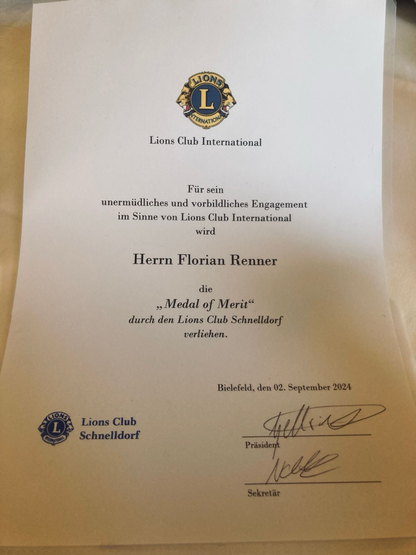 LIONS
L
INTERNATIONAL
Lions Club International
Für sein
unermüdliches und vorbildliches Engagement
im Sinne von Lions Club International
wird
Herrn Florian Renner
die
„Medal of Merit“
durch den Lions Club Schnelldorf
verliehen.
Bielefeld, den 02. September 2024
LIONS
L
INTERNATIONAL
Lions Club
Schnelldorf
Präsident
Sekretär